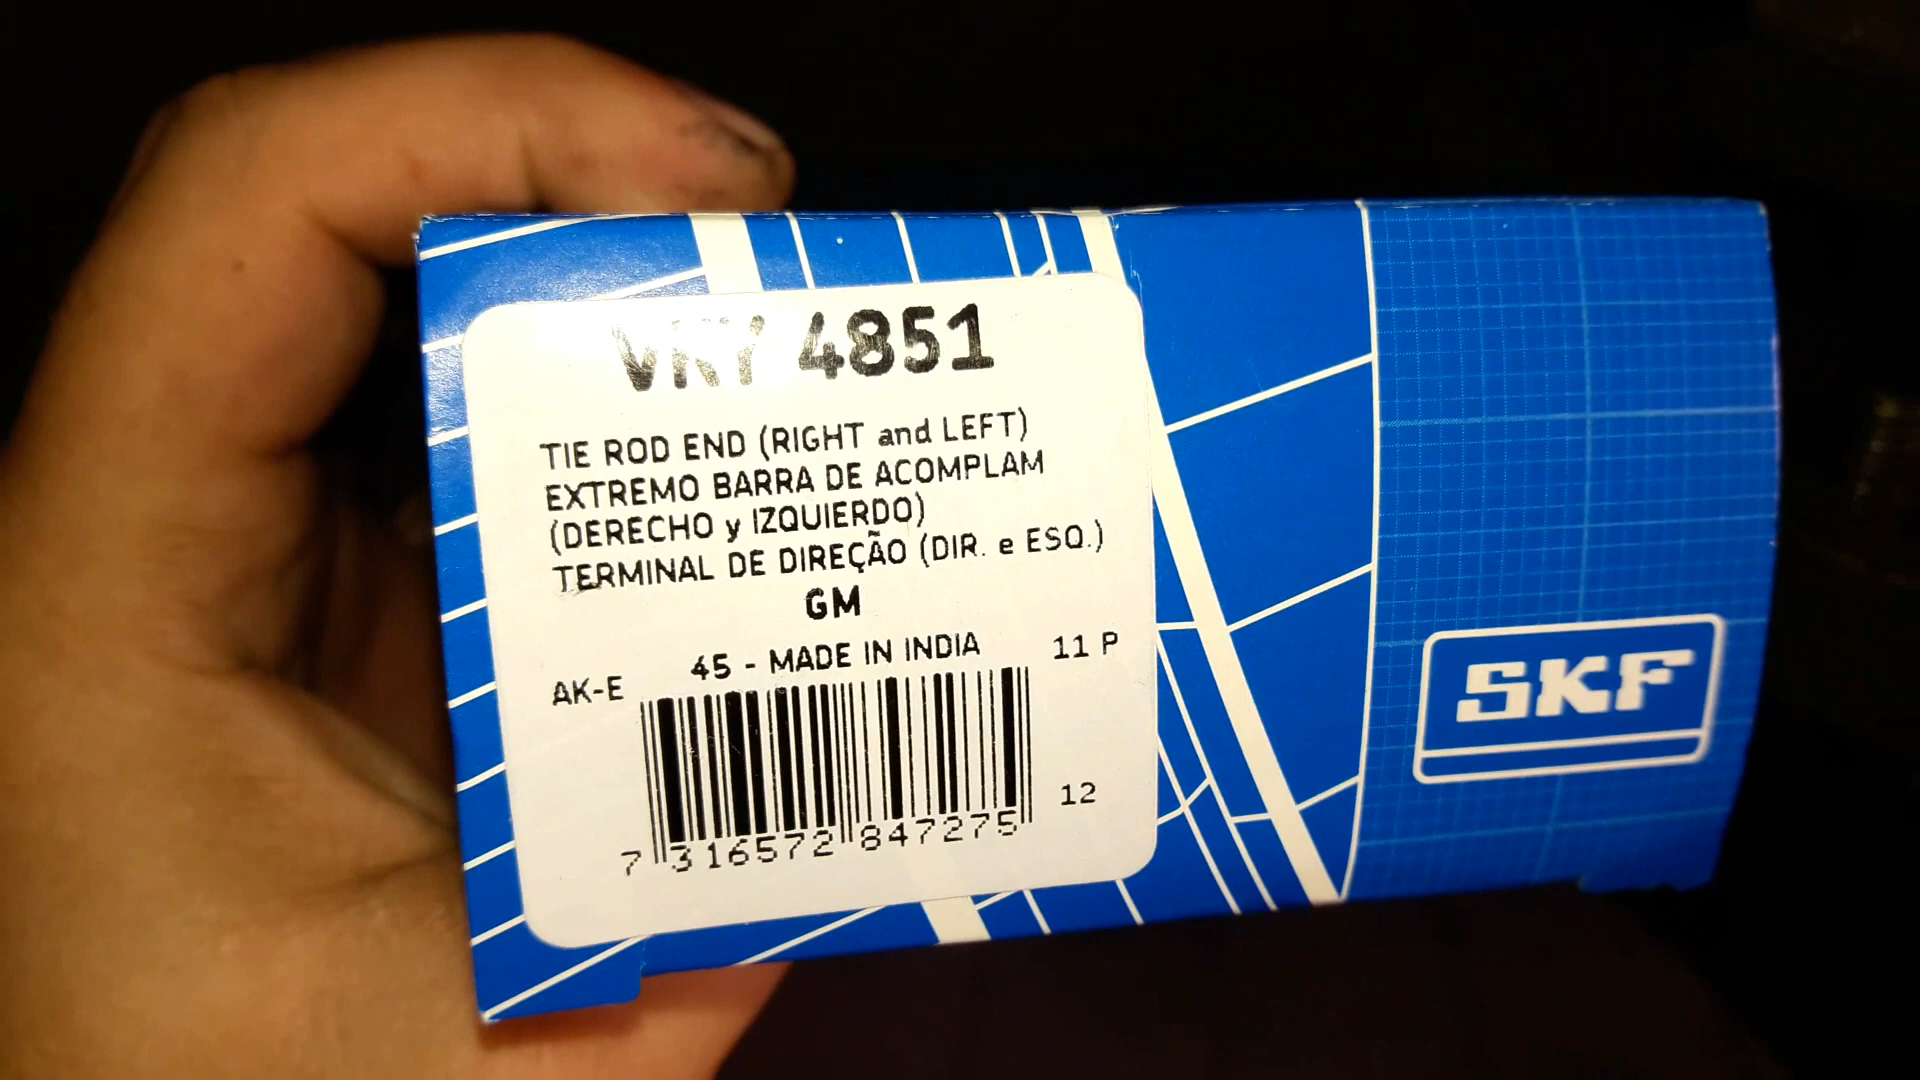 VKY 4851
TIE ROD END (RIGHT and LEFT)
EXTREMO BARRA DE ACOMPLAM
(DERECHO y IZQUIERDO)
TERMINAL DE DIREÇÃO (DIR. e ESQ.)
GM
45 - MADE IN INDIA
11 P
AK-E
12
7 316572 847275
SKF